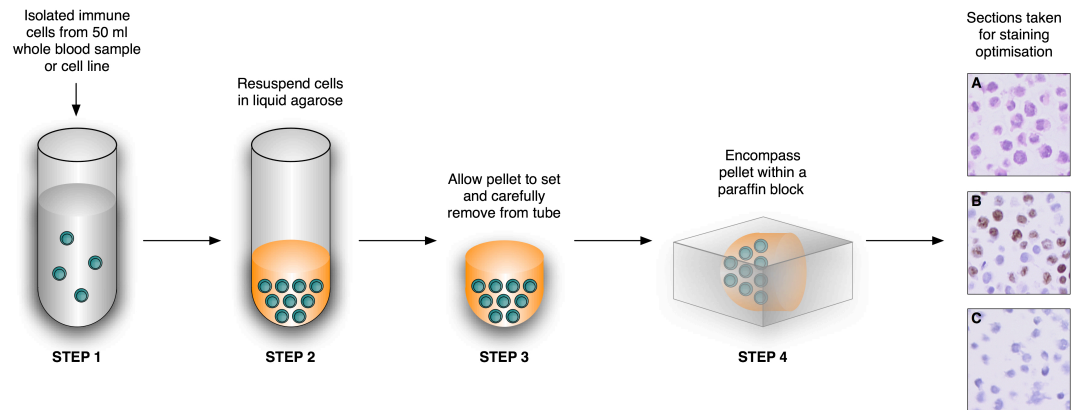 Isolated immune
cells from 50 ml
whole blood sample
or cell line
STEP 1
Resuspend cells
in liquid agarose
STEP 2
Allow pellet to set
and carefully
remove from tube
STEP 3
Encompass
pellet within a
paraffin block
STEP 4
Sections taken
for staining
optimisation
A
B
C